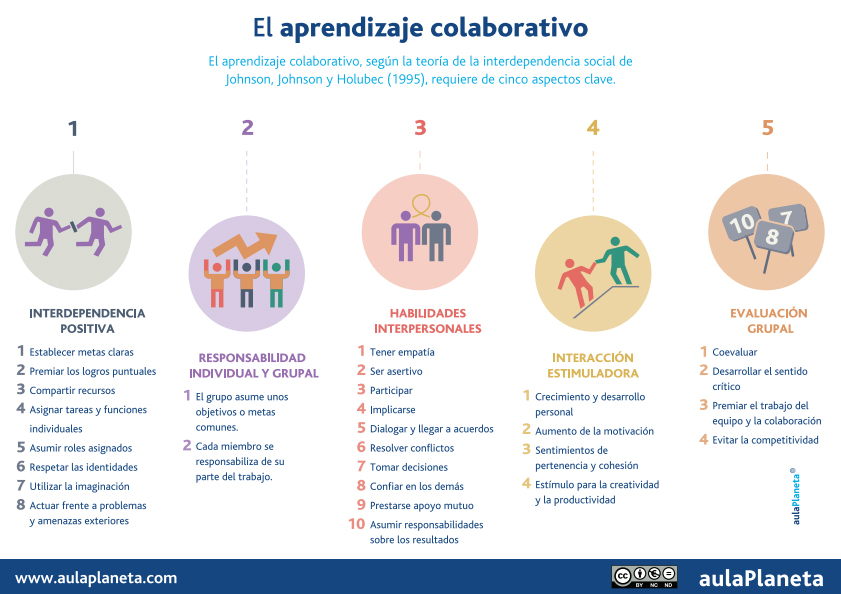 El aprendizaje colaborativo
El aprendizaje colaborativo, según la teoría de la interdependencia social de
Johnson, Johnson y Holubec (1995), requiere de cinco aspectos clave.
1
INTERDEPENDENCIA
POSITIVA
1 Establecer metas claras
2 Premiar los logros puntuales
3 Compartir recursos
4 Asignar tareas y funciones
individuales
5 Asumir roles asignados
6 Respetar las identidades
7 Utilizar la imaginación
8 Actuar frente a problemas
y amenazas exteriores
2
RESPONSABILIDAD
INDIVIDUAL Y GRUPAL
1 El grupo asume unos
objetivos o metas
comunes.
2 Cada miembro se
responsabiliza de su
parte del trabajo.
3
HABILIDADES
INTERPERSONALES
1 Tener empatía
2 Ser asertivo
3 Participar
4 Implicarse
5 Dialogar y llegar a acuerdos
6 Resolver conflictos
7 Tomar decisiones
8 Confiar en los demás
9 Prestarse apoyo mutuo
10 Asumir responsabilidades
sobre los resultados
4
INTERACCIÓN
ESTIMULADORA
1 Crecimiento y desarrollo
personal
2 Aumento de la motivación
3 Sentimientos de
pertenencia y cohesión
4 Estímulo para la creatividad
y la productividad
5
10
7
8
EVALUACIÓN
GRUPAL
1 Coevaluar
2 Desarrollar el sentido
crítico
3 Premiar el trabajo del
equipo y la colaboración
4 Evitar la competitividad
aulaPlaneta®
www.aulaplaneta.com
cc
BY NC ND
aulaPlaneta